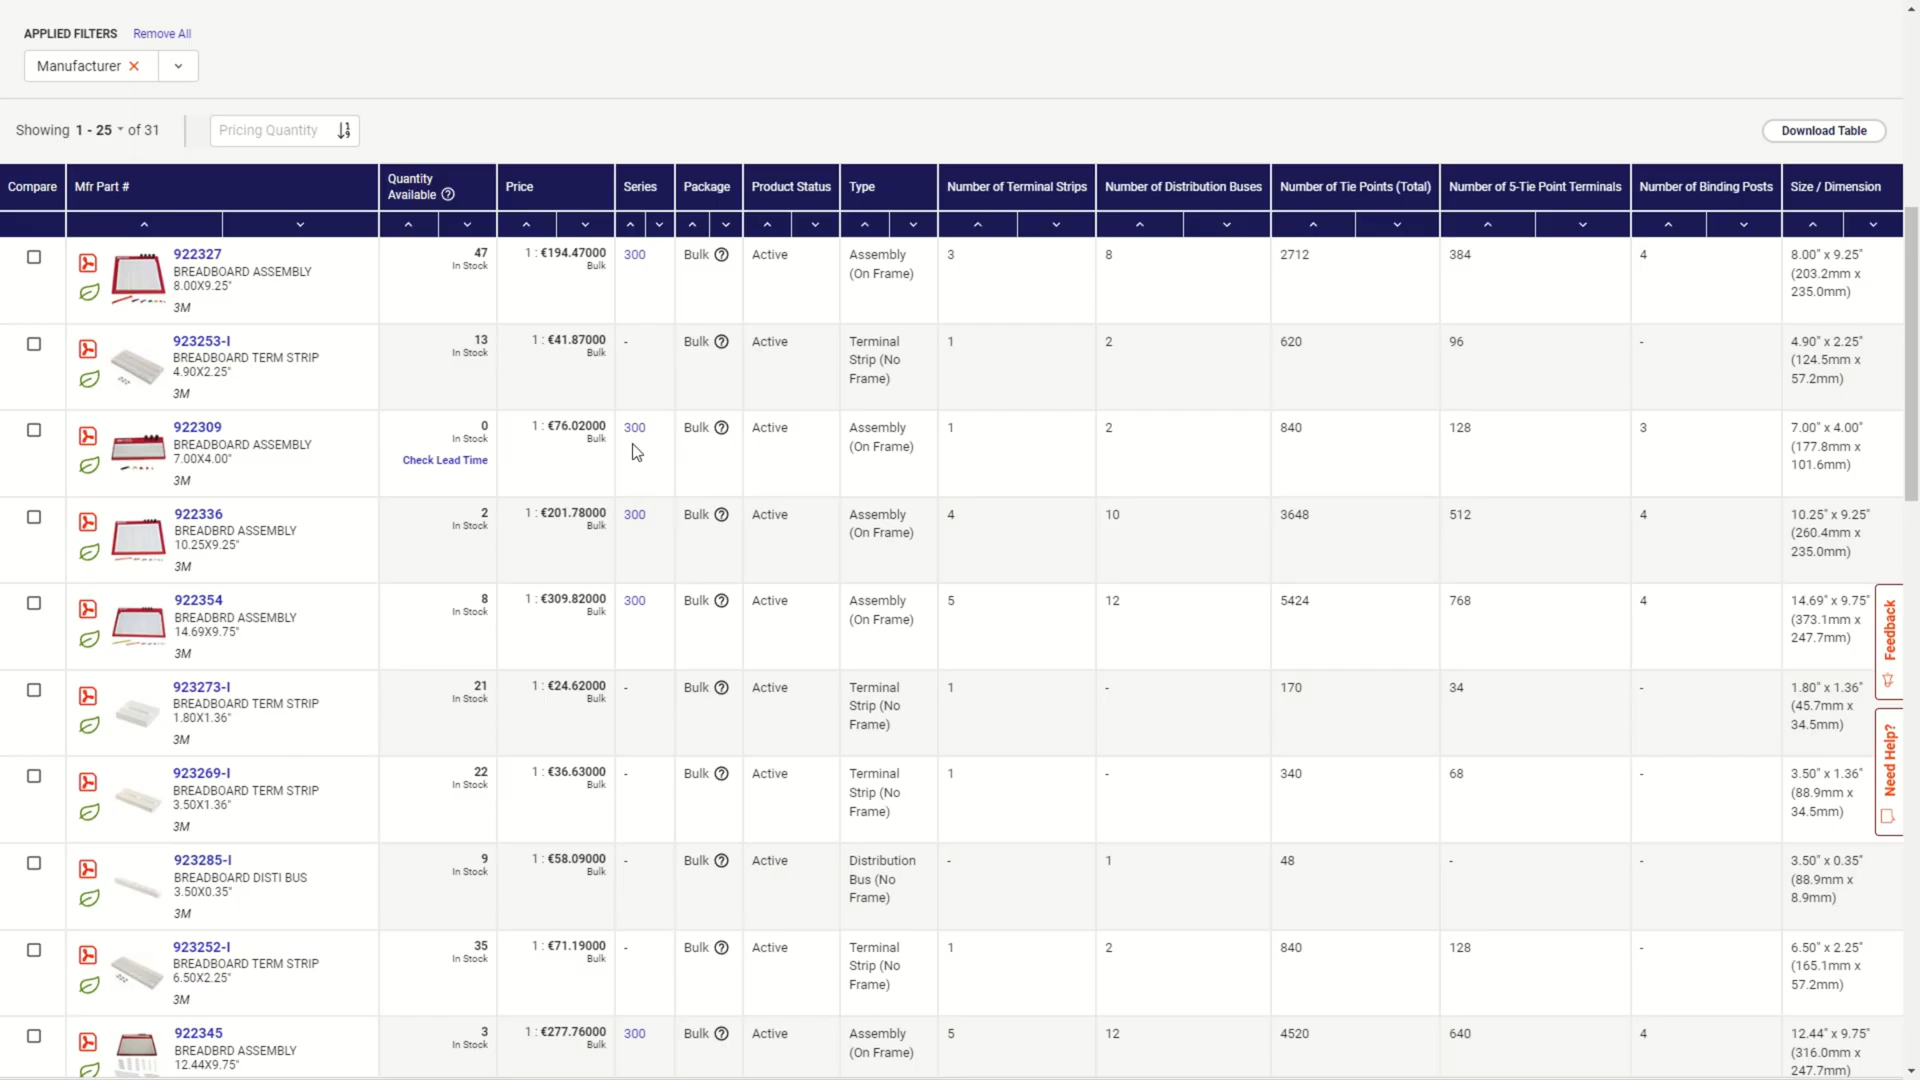 APPLIED FILTERS Remove All
Manufacturer
Showing 1 - 25 of 31 Pricing Quantity Download Table
Compare Mfr Part # Quantity Available Price Series Package Product Status Type Number of Terminal Strips Number of Distribution Buses Number of Tie Points (Total) Number of 5-Tie Point Terminals Number of Binding Posts Size / Dimension
922327 47 1 : €194.47000 300 Bulk Active Assembly 3 8 2712 384 4 8.00" x 9.25"
BREADBOARD ASSEMBLY In Stock Bulk (On Frame) (203.2mm x
8.00X9.25" 235.0mm)
3M
923253-I 13 1 : €41.87000 - Bulk Active Terminal 1 2 620 96 - 4.90" x 2.25"
BREADBOARD TERM STRIP In Stock Bulk Strip (No (124.5mm x
4.90X2.25" Frame) 57.2mm)
3M
922309 0 1 : €76.02000 300 Bulk Active Assembly 1 2 840 128 3 7.00" x 4.00"
BREADBOARD ASSEMBLY In Stock Bulk (On Frame) (177.8mm x
7.00X4.00" Check Lead Time 101.6mm)
3M
922336 2 1 : €201.78000 300 Bulk Active Assembly 4 10 3648 512 4 10.25" x 9.25"
BREADBRD ASSEMBLY In Stock Bulk (On Frame) (260.4mm x
10.25X9.25" 235.0mm)
3M
922354 8 1 : €309.82000 300 Bulk Active Assembly 5 12 5424 768 4 14.69" x 9.75"
BREADBRD ASSEMBLY In Stock Bulk (On Frame) (373.1mm x
14.69X9.75" 247.7mm)
3M
Feedback
923273-I 21 1 : €24.62000 - Bulk Active Terminal 1 - 170 34 - 1.80" x 1.36"
BREADBOARD TERM STRIP In Stock Bulk Strip (No (45.7mm x
1.80X1.36" Frame) 34.5mm)
3M
Need Help?
923269-I 22 1 : €36.63000 - Bulk Active Terminal 1 - 340 68 - 3.50" x 1.36"
BREADBOARD TERM STRIP In Stock Bulk Strip (No (88.9mm x
3.50X1.36" Frame) 34.5mm)
3M
923285-I 9 1 : €58.09000 - Bulk Active Distribution - 1 48 - - 3.50" x 0.35"
BREADBOARD DISTI BUS In Stock Bulk Bus (No (88.9mm x
3.50X0.35" Frame) 8.9mm)
3M
923252-I 35 1 : €71.19000 - Bulk Active Terminal 1 2 840 128 - 6.50" x 2.25"
BREADBOARD TERM STRIP In Stock Bulk Strip (No (165.1mm x
6.50X2.25" Frame) 57.2mm)
3M
922345 3 1 : €277.76000 300 Bulk Active Assembly 5 12 4520 640 4 12.44" x 9.75"
BREADBRD ASSEMBLY In Stock Bulk (On Frame) (316.0mm x
12.44X9.75" 247.7mm)